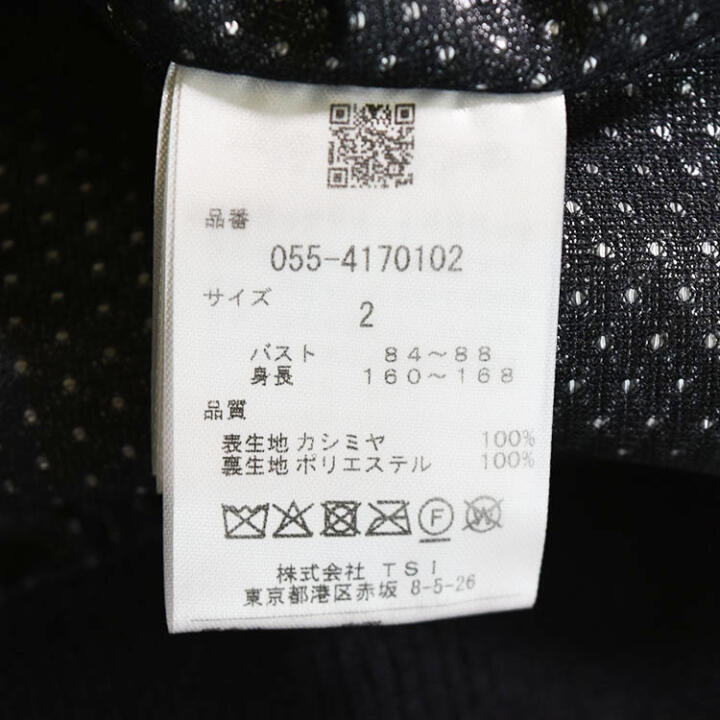 品番
055-4170102
サイズ
2
バスト 84～88
身長 160～168
品質
表生地 カシミヤ 100%
裏生地 ポリエステル 100%
F W
株式会社 TSI
東京都港区赤坂 8-5-26